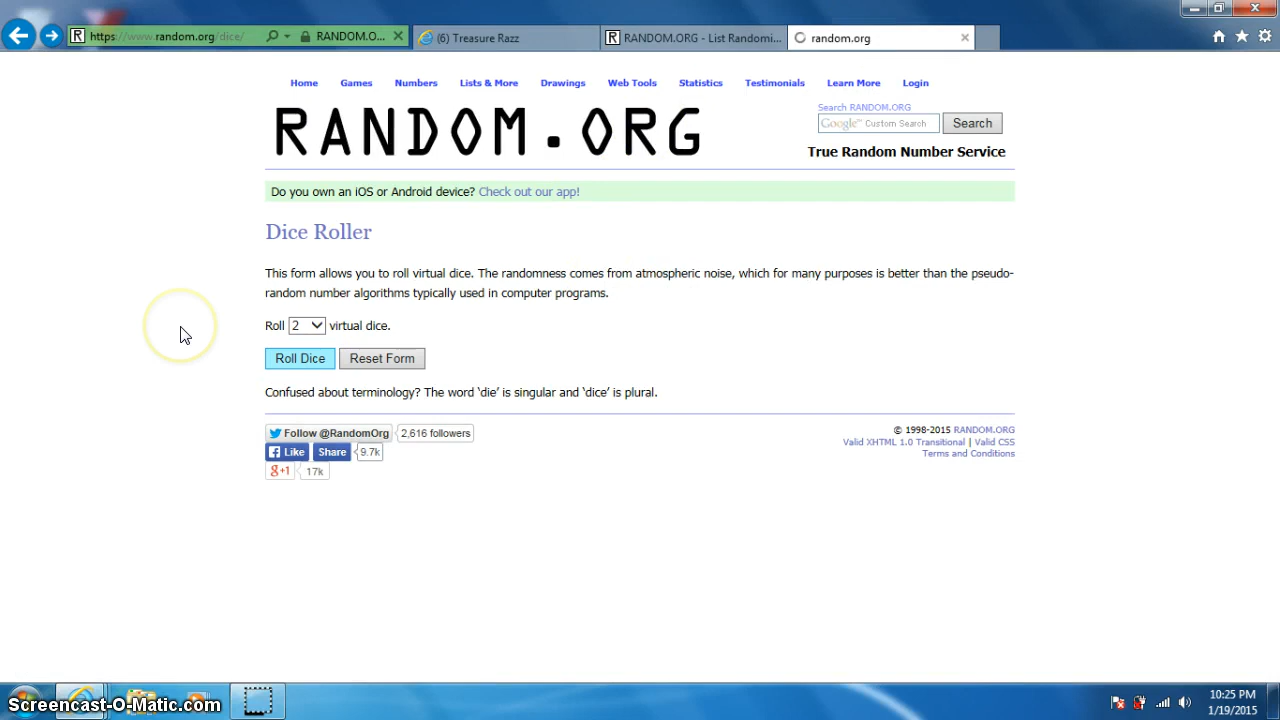 https://www.random.org/dice/
RANDOM.O...
(6) Treasure Razz
RANDOM.ORG - List Randomi...
random.org
Home Games Numbers Lists & More Drawings Web Tools Statistics Testimonials Learn More Login
RANDOM.ORG
Search RANDOM.ORG
Google™ Custom Search
Search
True Random Number Service
Do you own an iOS or Android device? Check out our app!
Dice Roller
This form allows you to roll virtual dice. The randomness comes from atmospheric noise, which for many purposes is better than the pseudo-
random number algorithms typically used in computer programs.
Roll 2 virtual dice.
Roll Dice Reset Form
Confused about terminology? The word ‘die’ is singular and ‘dice’ is plural.
Follow @RandomOrg 2,616 followers
Like Share 9.7k
g+1 17k
© 1998-2015 RANDOM.ORG
Valid XHTML 1.0 Transitional | Valid CSS
Terms and Conditions
Screencast-O-Matic.com
10:25 PM
1/19/2015